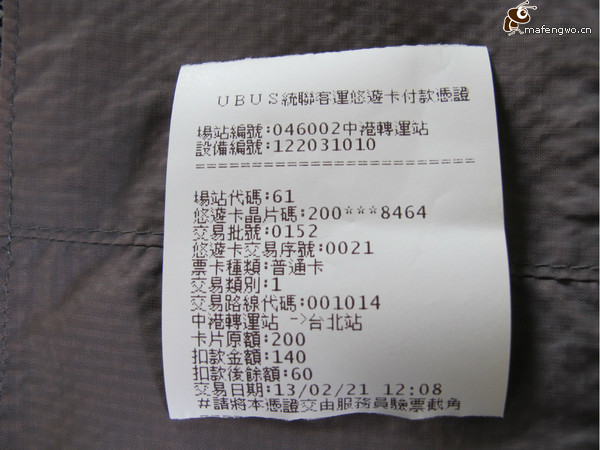 mafengwo.cn
UBUS統聯客運悠遊卡付款憑證
場站編號:046002中港轉運站
設備編號:122031010
==========================
場站代碼:61
悠遊卡晶片碼:200***8464
交易批號:0152
悠遊卡交易序號:0021
票卡種類:普通卡
交易類別:1
交易路線代碼:001014
中港轉運站 ->台北站
卡片原額:200
扣款金額:140
扣款後餘額:60
交易日期:13/02/21 12:08
#請將本憑證交由服務員驗票截角